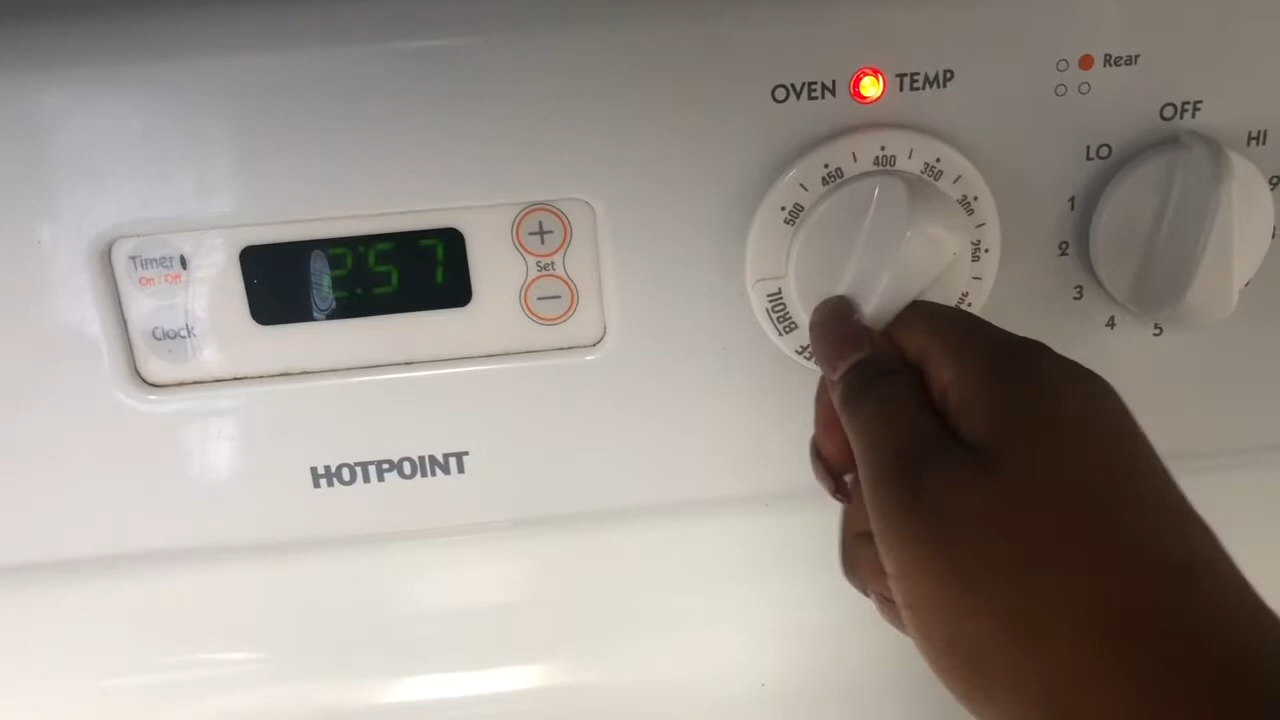 OVEN TEMP
Rear
OFF
LO
HI
1
2
3
4
5
9
500
450
400
350
300
250
BROIL
Timer
On / Off
Clock
2:57
+
Set
−
HOTPOINT